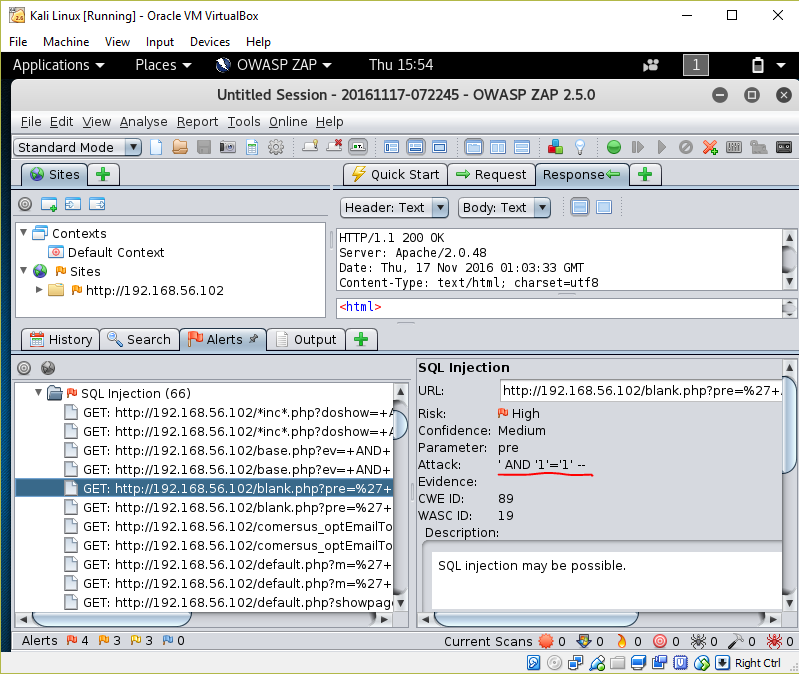 Kali Linux [Running] - Oracle VM VirtualBox
File Machine View Input Devices Help
Applications Places OWASP ZAP Thu 15:54 1
Untitled Session - 20161117-072245 - OWASP ZAP 2.5.0
File Edit View Analyse Report Tools Online Help
Standard Mode
Sites
Quick Start Request Response
Header: Text Body: Text
Contexts
Default Context
Sites
http://192.168.56.102
HTTP/1.1 200 OK
Server: Apache/2.0.48
Date: Thu, 17 Nov 2016 01:03:33 GMT
Content-Type: text/html; charset=utf8
<html>
History Search Alerts Output
SQL Injection (66)
GET: http://192.168.56.102/*inc*.php?doshow=+A
GET: http://192.168.56.102/*inc*.php?doshow=+A
GET: http://192.168.56.102/base.php?ev=+AND+
GET: http://192.168.56.102/base.php?ev=+AND+
GET: http://192.168.56.102/blank.php?pre=%27+
GET: http://192.168.56.102/blank.php?pre=%27+
GET: http://192.168.56.102/comersus_optEmailTo
GET: http://192.168.56.102/comersus_optEmailTo
GET: http://192.168.56.102/default.php?m=%27+
GET: http://192.168.56.102/default.php?m=%27+
GET: http://192.168.56.102/default.php?showpage
SQL Injection
URL: http://192.168.56.102/blank.php?pre=%27+
Risk: High
Confidence: Medium
Parameter: pre
Attack: ' AND '1'='1' --
Evidence:
CWE ID: 89
WASC ID: 19
Description:
SQL injection may be possible.
Alerts 4 3 3 0 Current Scans 0 0 0 0 0 0 0
Right Ctrl